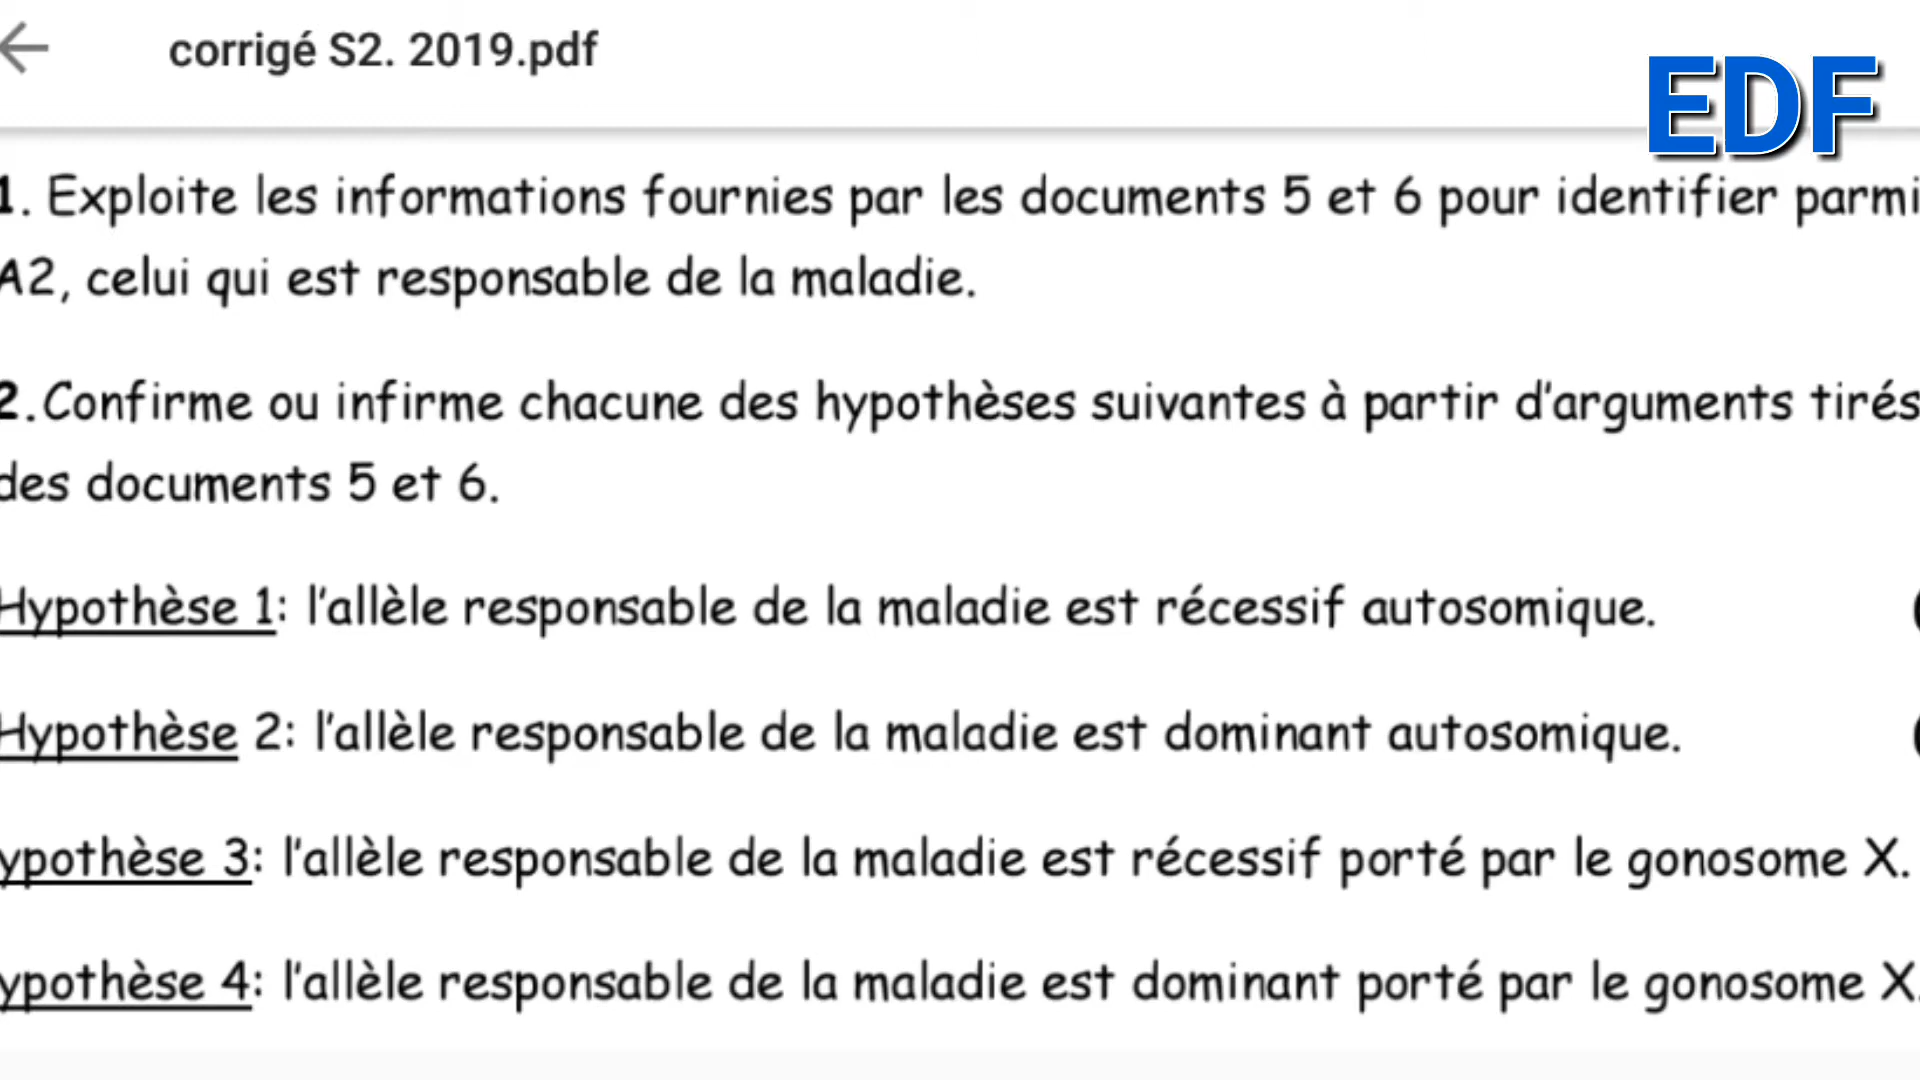 corrigé S2. 2019.pdf
EDF
1. Exploite les informations fournies par les documents 5 et 6 pour identifier parmi
A2, celui qui est responsable de la maladie.
2.Confirme ou infirme chacune des hypothèses suivantes à partir d'arguments tirés
des documents 5 et 6.
Hypothèse 1: l'allèle responsable de la maladie est récessif autosomique.
Hypothèse 2: l'allèle responsable de la maladie est dominant autosomique.
ypothèse 3: l'allèle responsable de la maladie est récessif porté par le gonosome X.
ypothèse 4: l'allèle responsable de la maladie est dominant porté par le gonosome X.